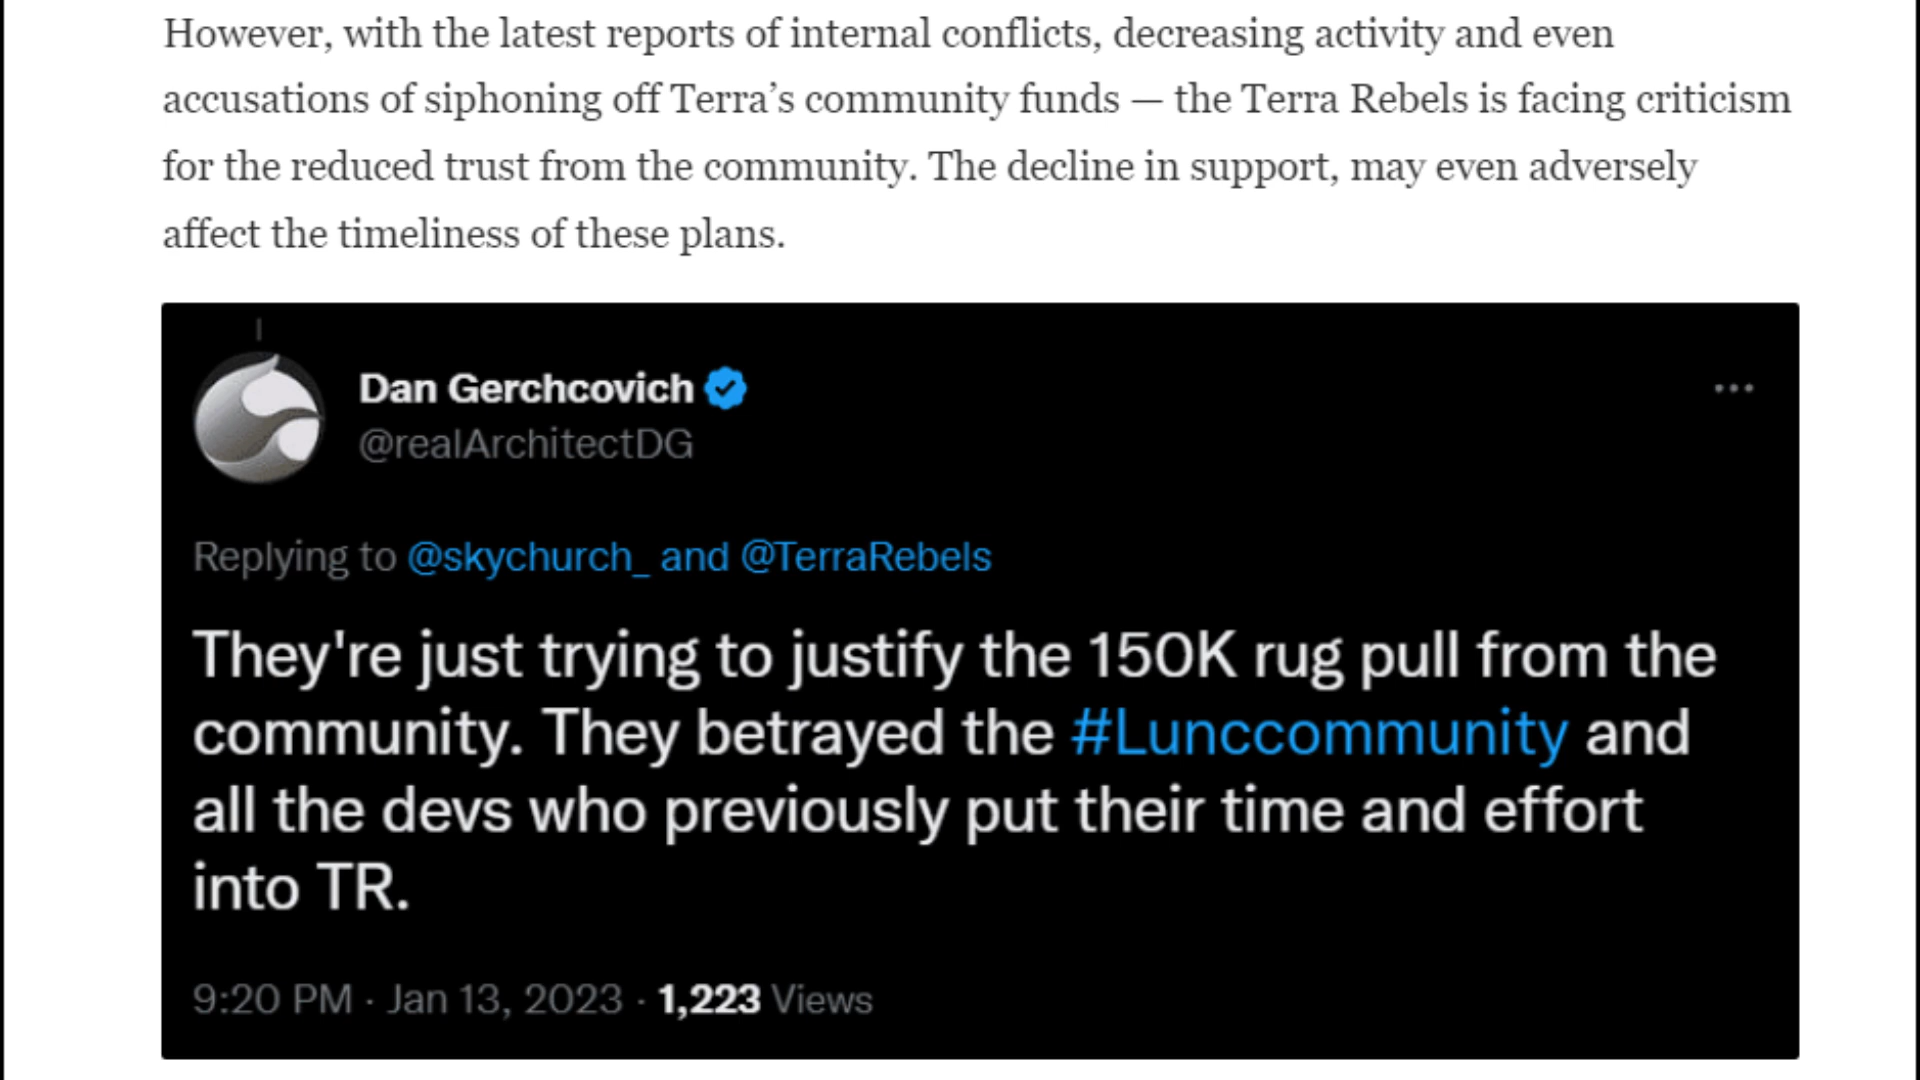 However, with the latest reports of internal conflicts, decreasing activity and even
accusations of siphoning off Terra’s community funds — the Terra Rebels is facing criticism
for the reduced trust from the community. The decline in support, may even adversely
affect the timeliness of these plans.
Dan Gerchcovich
@realArchitectDG
Replying to @skychurch_ and @TerraRebels
They're just trying to justify the 150K rug pull from the
community. They betrayed the #Lunccommunity and
all the devs who previously put their time and effort
into TR.
9:20 PM · Jan 13, 2023 · 1,223 Views